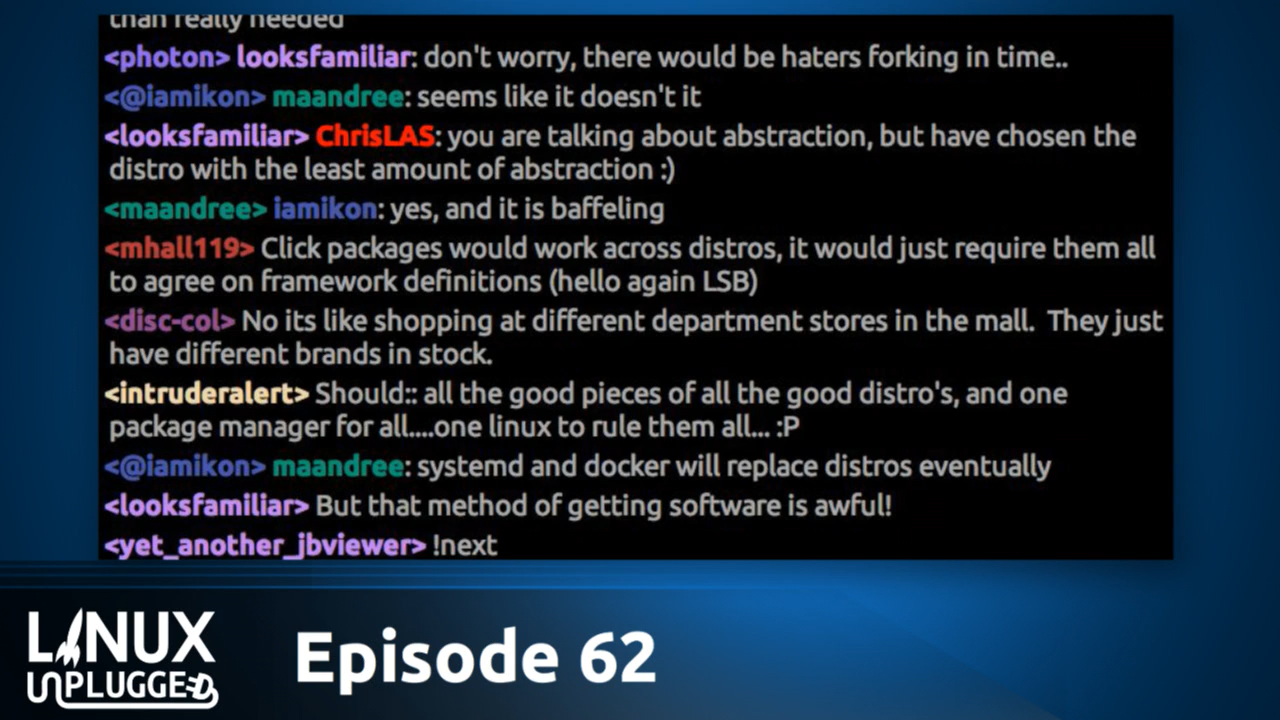 than really needed
<photon> looksfamiliar: don't worry, there would be haters forking in time..
<@iamikon> maandree: seems like it doesn't it
<looksfamiliar> ChrisLAS: you are talking about abstraction, but have chosen the
distro with the least amount of abstraction :)
<maandree> iamikon: yes, and it is baffeling
<mhall119> Click packages would work across distros, it would just require them all
to agree on framework definitions (hello again LSB)
<disc-col> No its like shopping at different department stores in the mall.  They just
have different brands in stock.
<intruderalert> Should:: all the good pieces of all the good distro's, and one
package manager for all....one linux to rule them all... :P
<@iamikon> maandree: systemd and docker will replace distros eventually
<looksfamiliar> But that method of getting software is awful!
<yet_another_jbviewer> !next
LINUX
UNPLUGGED
Episode 62